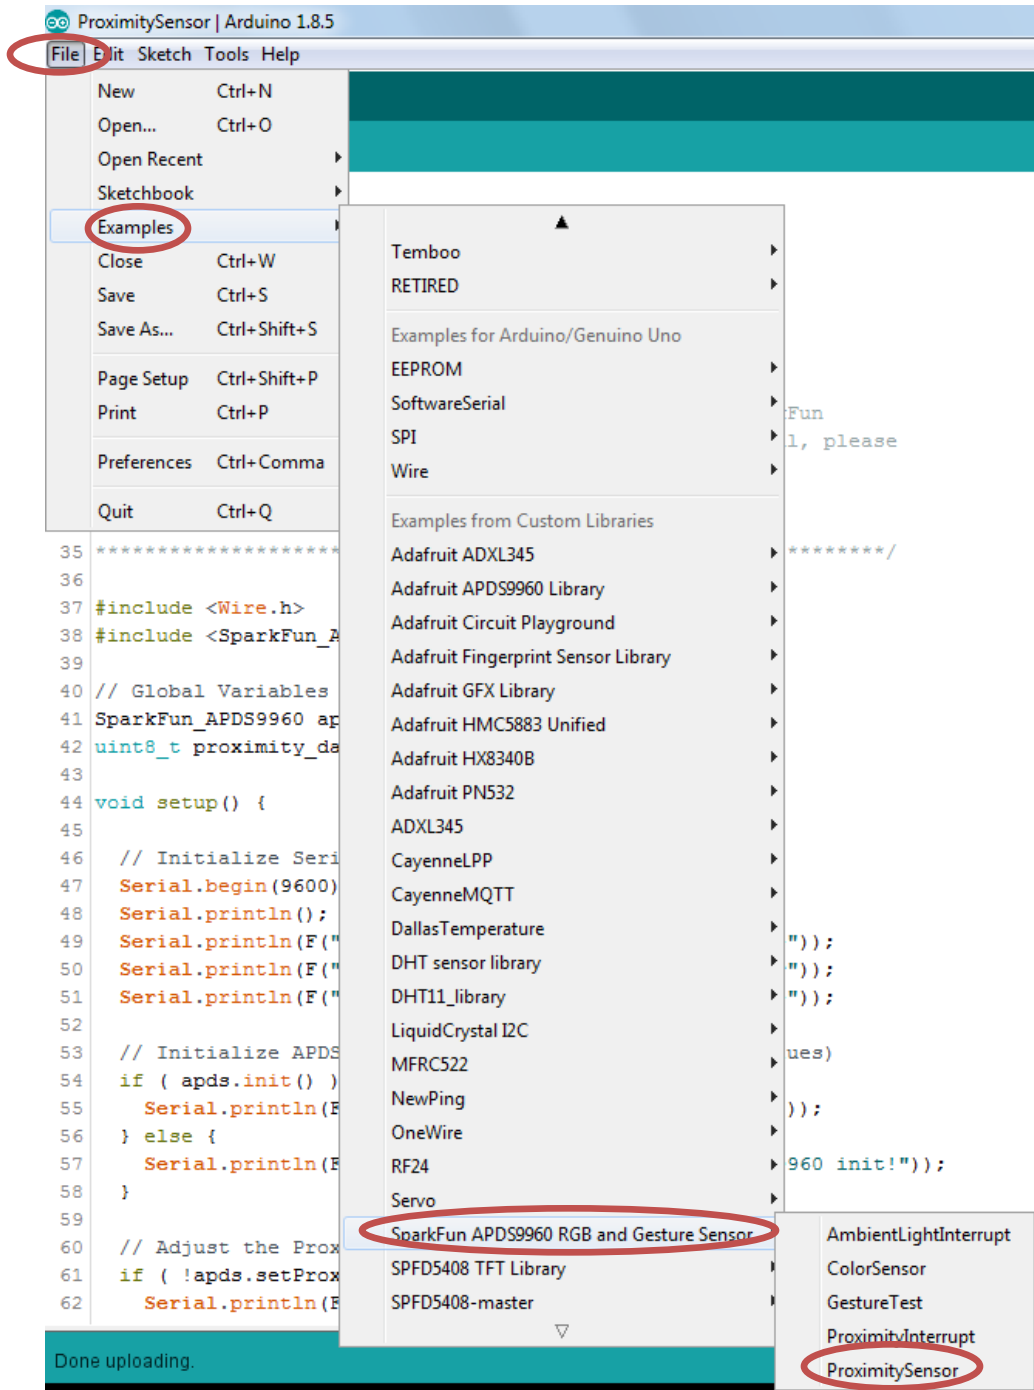 ProximitySensor | Arduino 1.8.5
File Edit Sketch Tools Help
New Ctrl+N
Open... Ctrl+O
Open Recent
Sketchbook
Examples
Close Ctrl+W
Save Ctrl+S
Save As... Ctrl+Shift+S
Page Setup Ctrl+Shift+P
Print Ctrl+P
Preferences Ctrl+Comma
Quit Ctrl+Q
Temboo
RETIRED
Examples for Arduino/Genuino Uno
EEPROM
SoftwareSerial
SPI
Wire
Examples from Custom Libraries
Adafruit ADXL345
Adafruit APDS9960 Library
Adafruit Circuit Playground
Adafruit Fingerprint Sensor Library
Adafruit GFX Library
Adafruit HMC5883 Unified
Adafruit HX8340B
Adafruit PN532
ADXL345
CayenneLPP
CayenneMQTT
DallasTemperature
DHT sensor library
DHT11_library
LiquidCrystal I2C
MFRC522
NewPing
OneWire
RF24
Servo
SparkFun APDS9960 RGB and Gesture Sensor
SPFD5408 TFT Library
SPFD5408-master
AmbientLightInterrupt
ColorSensor
GestureTest
ProximityInterrupt
ProximitySensor
Fun
l, please
35 ******************** ********/
36
37 #include <Wire.h>
38 #include <SparkFun_A
39
40 // Global Variables
41 SparkFun_APDS9960 ap
42 uint8_t proximity_da
43
44 void setup() {
45
46 // Initialize Seri
47 Serial.begin(9600)
48 Serial.println();
49 Serial.println(F(" "));
50 Serial.println(F(" "));
51 Serial.println(F(" "));
52
53 // Initialize APDS ues)
54 if ( apds.init() )
55 Serial.println(F ));
56 } else {
57 Serial.println(F 960 init!"));
58 }
59
60 // Adjust the Prox
61 if ( !apds.setProx
62 Serial.println(F
Done uploading.